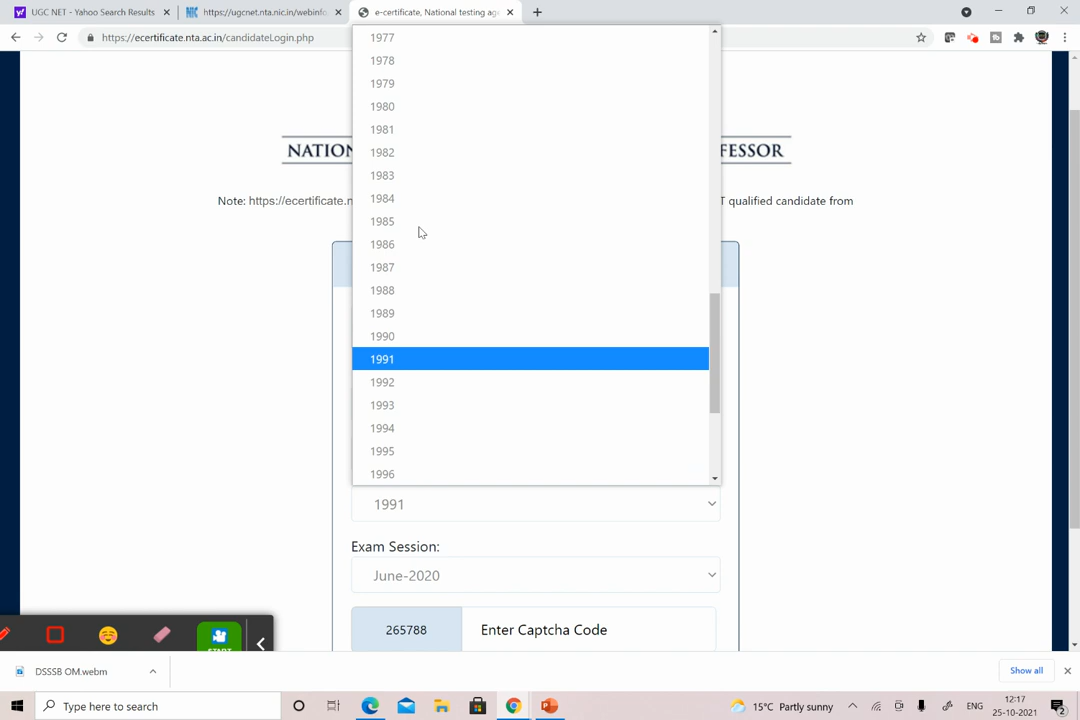 UGC NET - Yahoo Search Results
https://ugcnet.nta.nic.in/webinfo
e-certificate, National testing age
https://ecertificate.nta.ac.in/candidateLogin.php
1977
1978
1979
1980
1981
1982
1983
1984
1985
1986
1987
1988
1989
1990
1991
1992
1993
1994
1995
1996
NATION
FESSOR
Note: https://ecertificate.n
T qualified candidate from
1991
Exam Session:
June-2020
265788
Enter Captcha Code
START
DSSSB OM.webm
Show all
Type here to search
15°C Partly sunny
ENG
12:17
25-10-2021
2